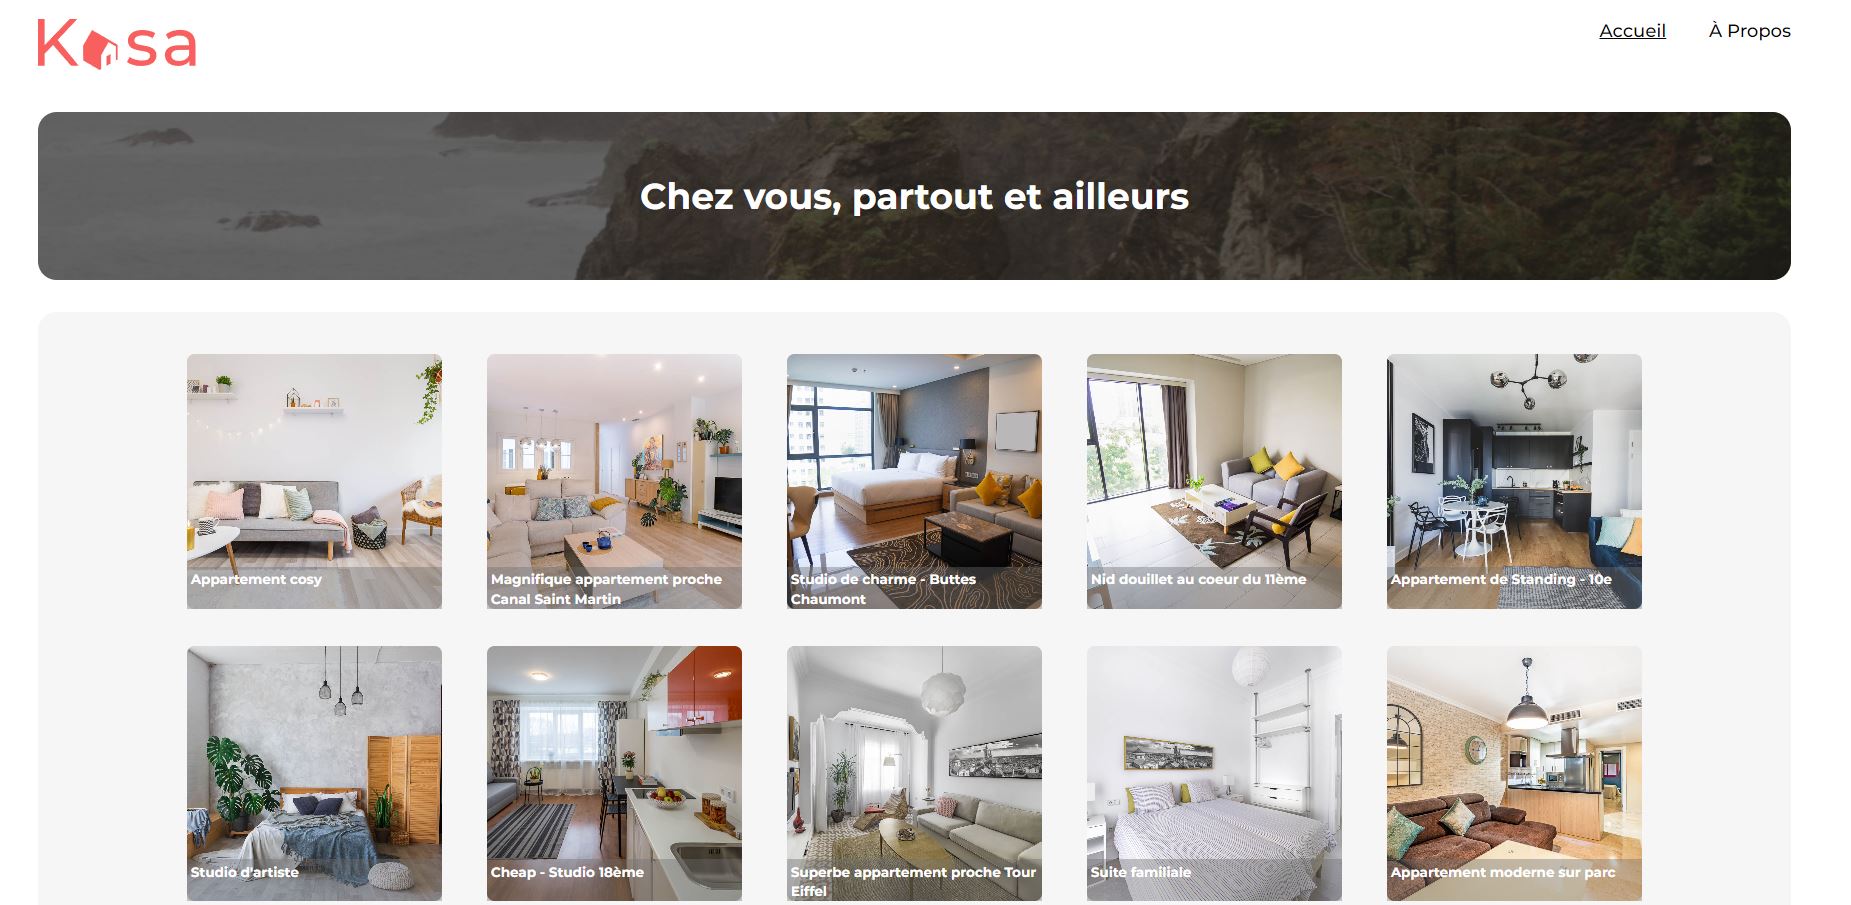 Kasa
Accueil
À Propos
Chez vous, partout et ailleurs
Appartement cosy
Magnifique appartement proche
Canal Saint Martin
Studio de charme - Buttes
Chaumont
Nid douillet au coeur du 11ème
Appartement de Standing - 10e
Studio d'artiste
Cheap - Studio 18ème
Superbe appartement proche Tour
Eiffel
Suite familiale
Appartement moderne sur parc